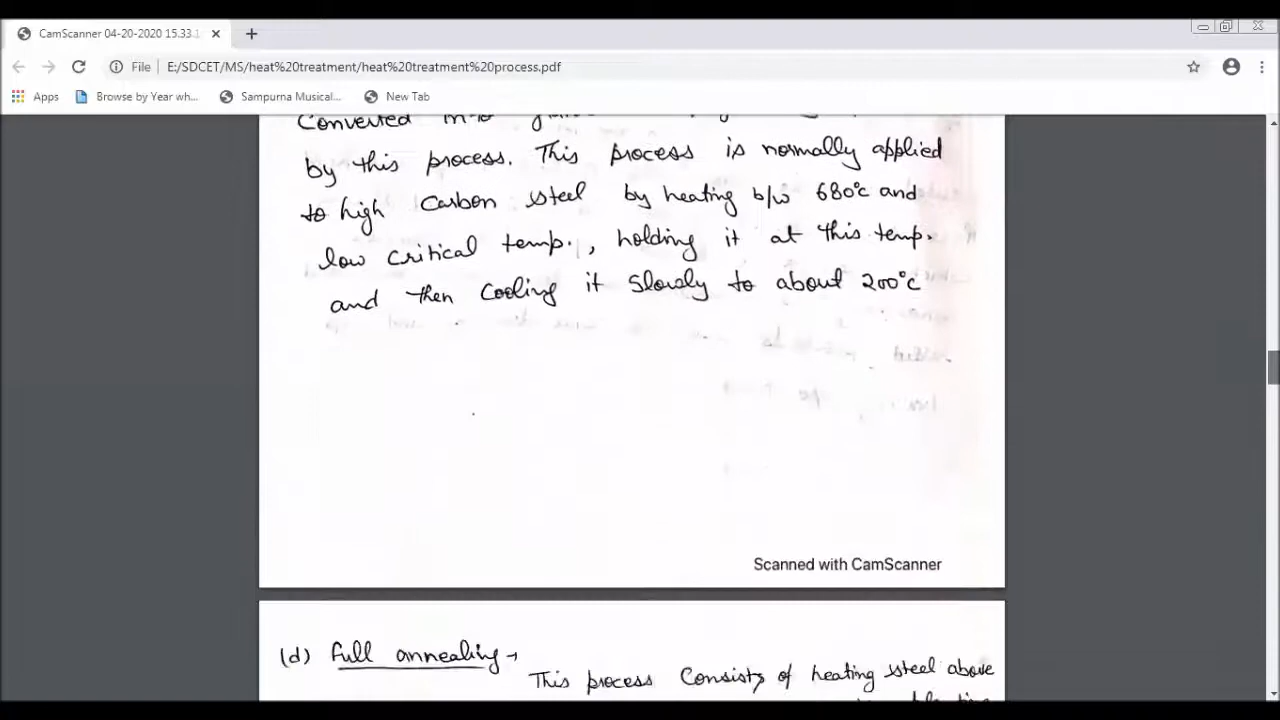 CamScanner 04-20-2020 15.33.1
File E:/SDCET/MS/heat%20treatment/heat%20treatment%20process.pdf
Apps Browse by Year wh... Sampurna Musical... New Tab
Converted
by this process. This process is normally applied
to high Carbon steel by heating b/w 680°c and
low critical temp., holding it at this temp.
and then cooling it slowly to about 200°c
Scanned with CamScanner
(d) full annealing →
This process Consists of heating steel above